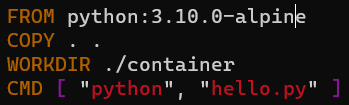 FROM python:3.10.0-alpine
COPY . .
WORKDIR ./container
CMD [ "python", "hello.py" ]